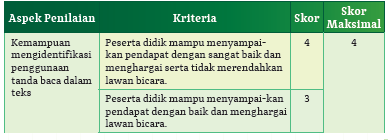 Aspek Penilaian Kriteria Skor Skor Maksimal
Kemampuan mengidentifikasi penggunaan tanda baca dalam teks
Peserta didik mampu menyampai-
kan pendapat dengan sangat baik dan
menghargai serta tidak merendahkan
lawan bicara.
4 4
Peserta didik mampu menyampai-kan
pendapat dengan baik dan menghargai
lawan bicara.
3